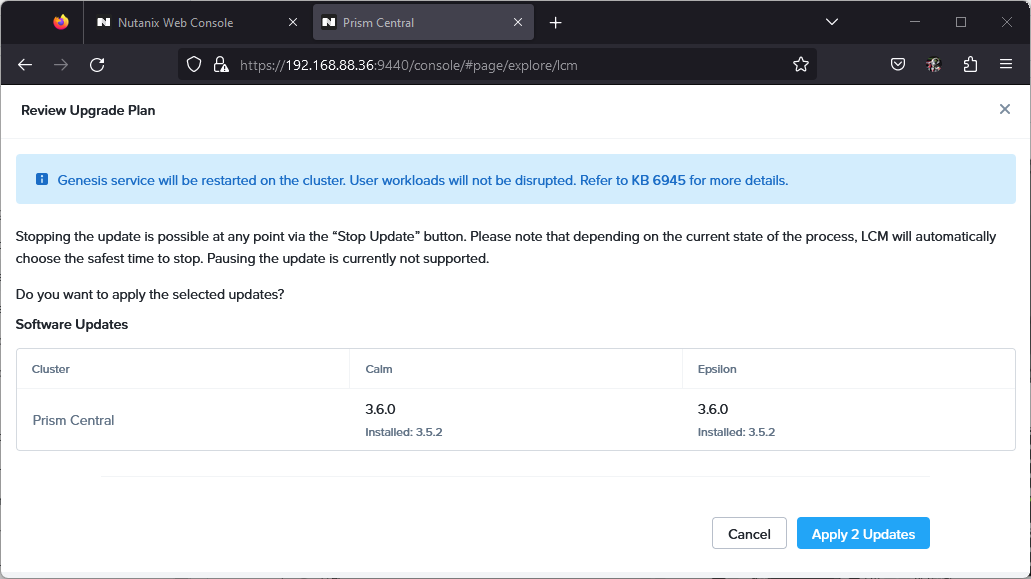 Nutanix Web Console
Prism Central
https://192.168.88.36:9440/console/#page/explore/lcm
Review Upgrade Plan
Genesis service will be restarted on the cluster. User workloads will not be disrupted. Refer to KB 6945 for more details.
Stopping the update is possible at any point via the “Stop Update” button. Please note that depending on the current state of the process, LCM will automatically
choose the safest time to stop. Pausing the update is currently not supported.
Do you want to apply the selected updates?
Software Updates
Cluster Calm Epsilon
Prism Central 3.6.0 3.6.0
Installed: 3.5.2 Installed: 3.5.2
Cancel Apply 2 Updates